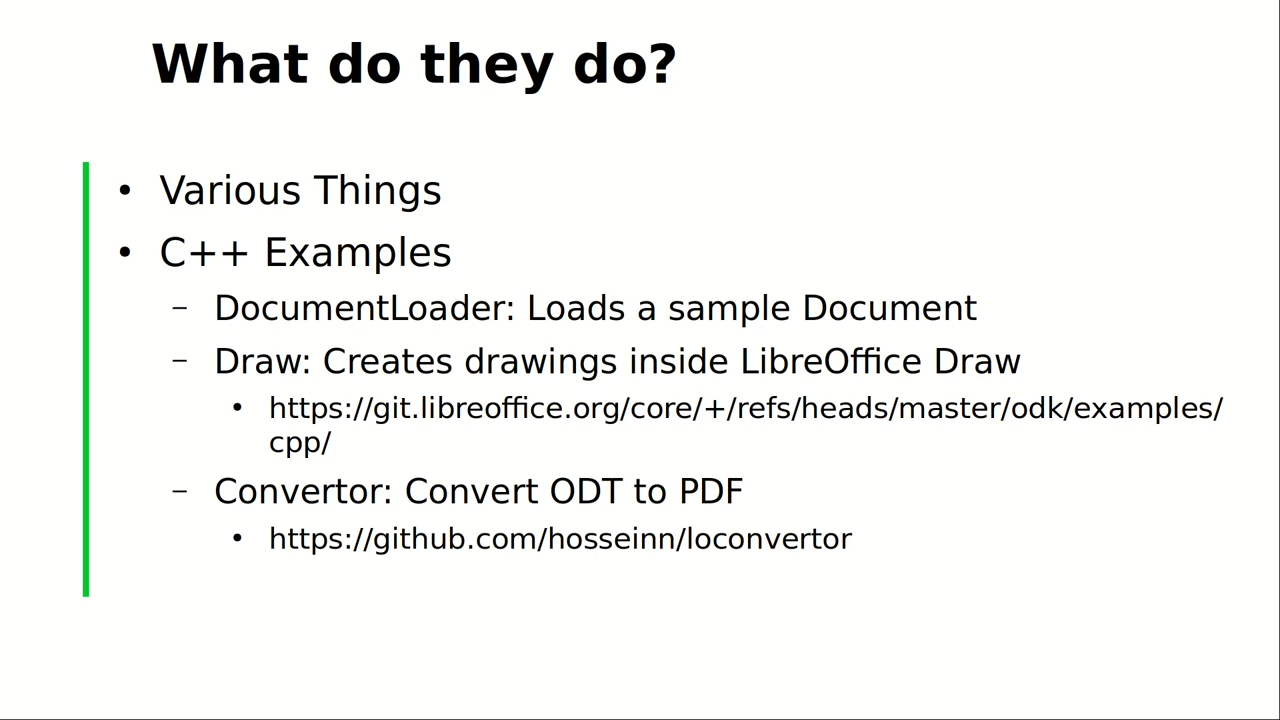 What do they do?
• Various Things
• C++ Examples
– DocumentLoader: Loads a sample Document
– Draw: Creates drawings inside LibreOffice Draw
• https://git.libreoffice.org/core/+/refs/heads/master/odk/examples/
cpp/
– Convertor: Convert ODT to PDF
• https://github.com/hosseinn/loconvertor